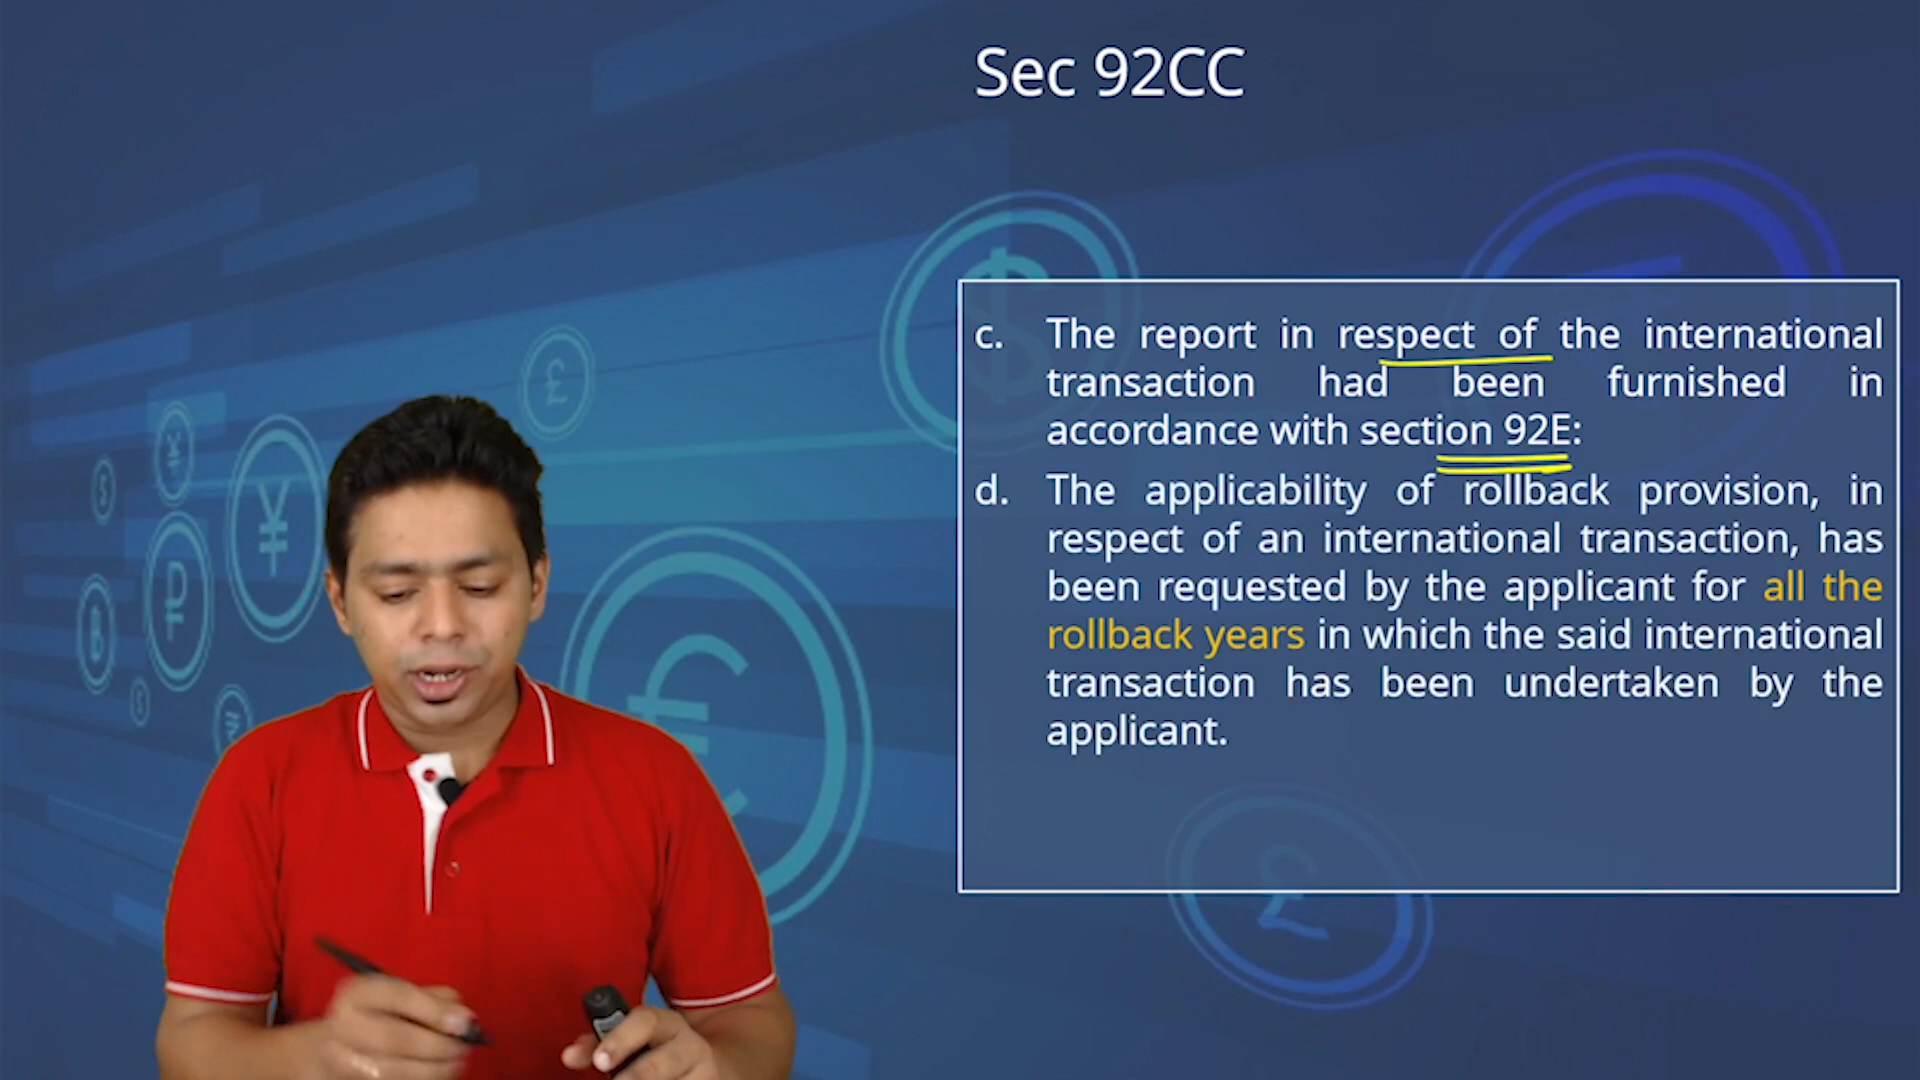 Sec 92CC
c. The report in respect of the international
transaction had been furnished in
accordance with section 92E:
d. The applicability of rollback provision, in
respect of an international transaction, has
been requested by the applicant for all the
rollback years in which the said international
transaction has been undertaken by the
applicant.